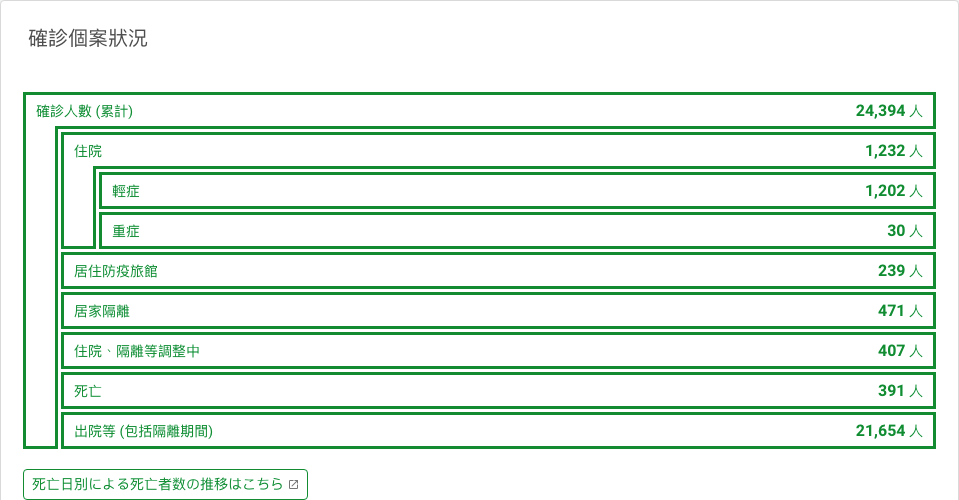 確診個案狀況
確診人數 (累計) 24,394 人
住院 1,232 人
輕症 1,202 人
重症 30 人
居住防疫旅館 239 人
居家隔離 471 人
住院、隔離等調整中 407 人
死亡 391 人
出院等 (包括隔離期間) 21,654 人
死亡日別による死亡者数の推移はこちら